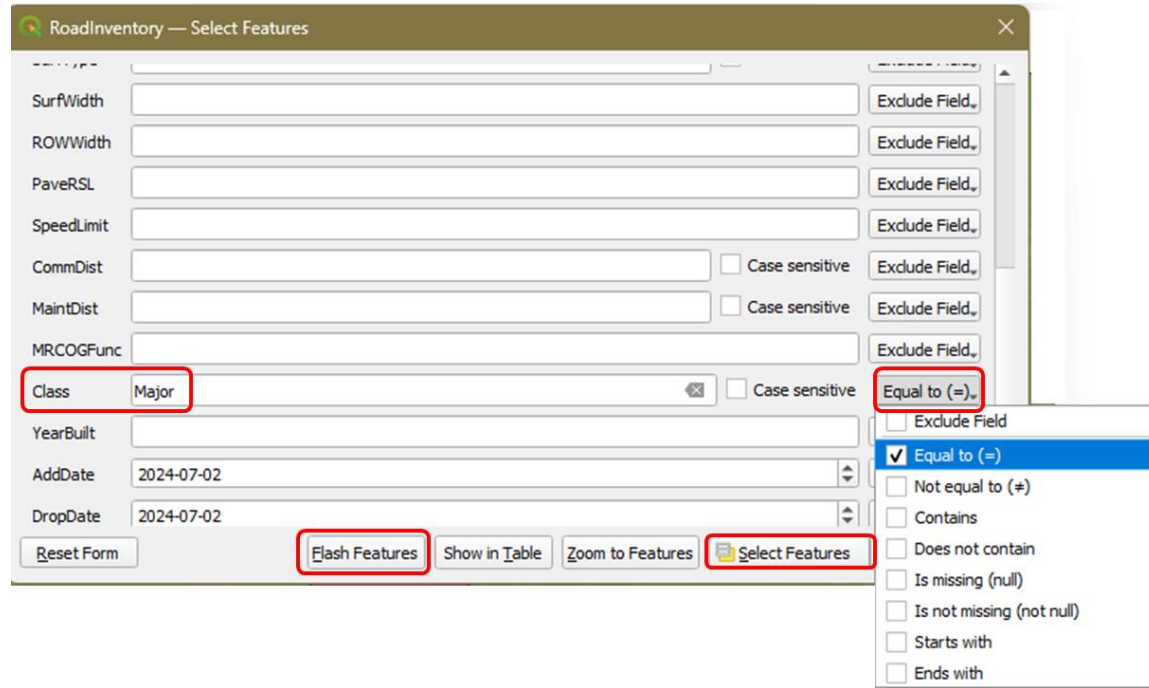 RoadInventory — Select Features
SurfWidth Exclude Field
ROWWidth Exclude Field
PaveRSL Exclude Field
SpeedLimit Exclude Field
CommDist Case sensitive Exclude Field
MaintDist Case sensitive Exclude Field
MRCOGFunc Exclude Field
Class Major Case sensitive Equal to (=)
Exclude Field
YearBuilt
Equal to (=)
AddDate 2024-07-02
Not equal to (≠)
DropDate 2024-07-02
Contains
Reset Form Flash Features Show in Table Zoom to Features Select Features
Does not contain
Is missing (null)
Is not missing (not null)
Starts with
Ends with